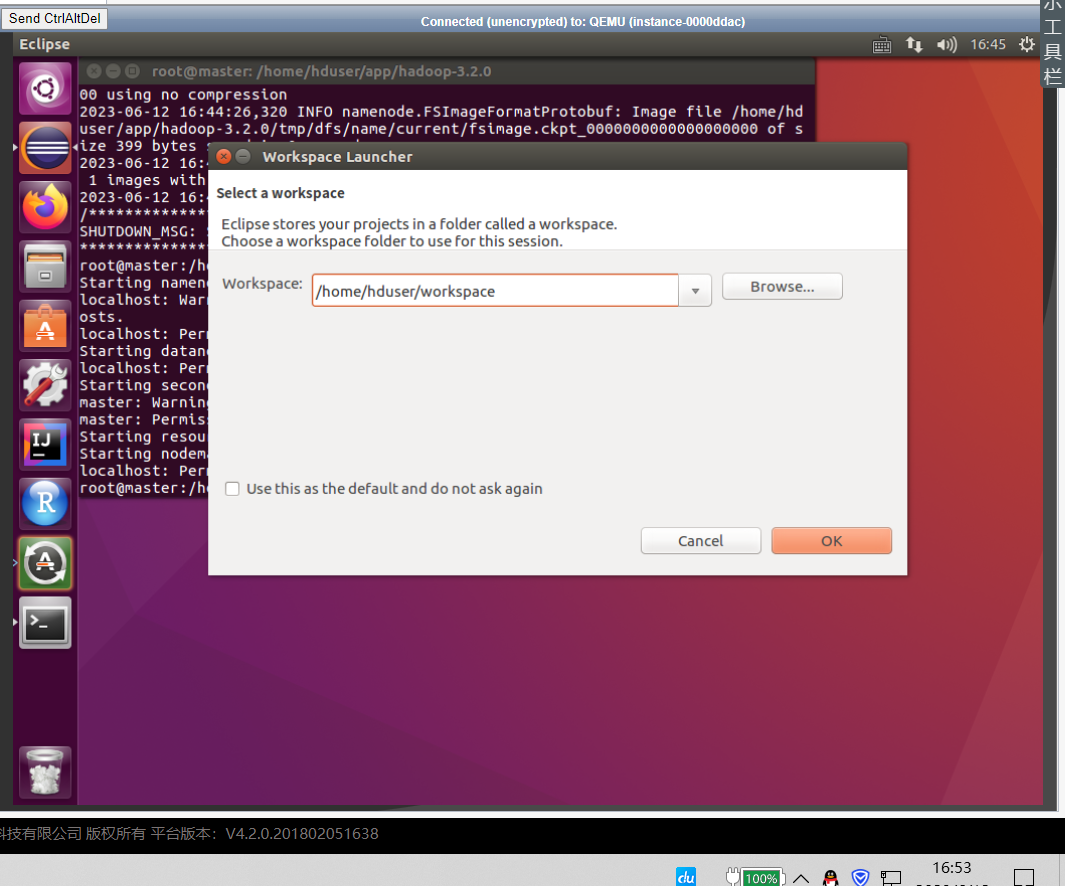 Send CtrlAltDel
Connected (unencrypted) to: QEMU (instance-0000ddac)
示
工
具
栏
Eclipse
16:45
root@master: /home/hduser/app/hadoop-3.2.0
00 using no compression
2023-06-12 16:44:26,320 INFO namenode.FSImageFormatProtobuf: Image file /home/hd
user/app/hadoop-3.2.0/tmp/dfs/name/current/fsimage.ckpt_0000000000000000000 of s
ize 399 bytes
2023-06-12 16:
1 images with
2023-06-12 16:
/**************
SHUTDOWN_MSG:
***************
root@master:/h
Starting namen
localhost: War
osts.
localhost: Per
Starting datan
localhost: Per
Starting secon
master: Warnin
master: Permis
Starting resou
Starting nodem
localhost: Per
root@master:/h
Workspace Launcher
Select a workspace
Eclipse stores your projects in a folder called a workspace.
Choose a workspace folder to use for this session.
Workspace:
/home/hduser/workspace
Browse...
Use this as the default and do not ask again
Cancel
OK
IJ
R
科技有限公司 版权所有 平台版本：V4.2.0.201802051638
du
100%
16:53